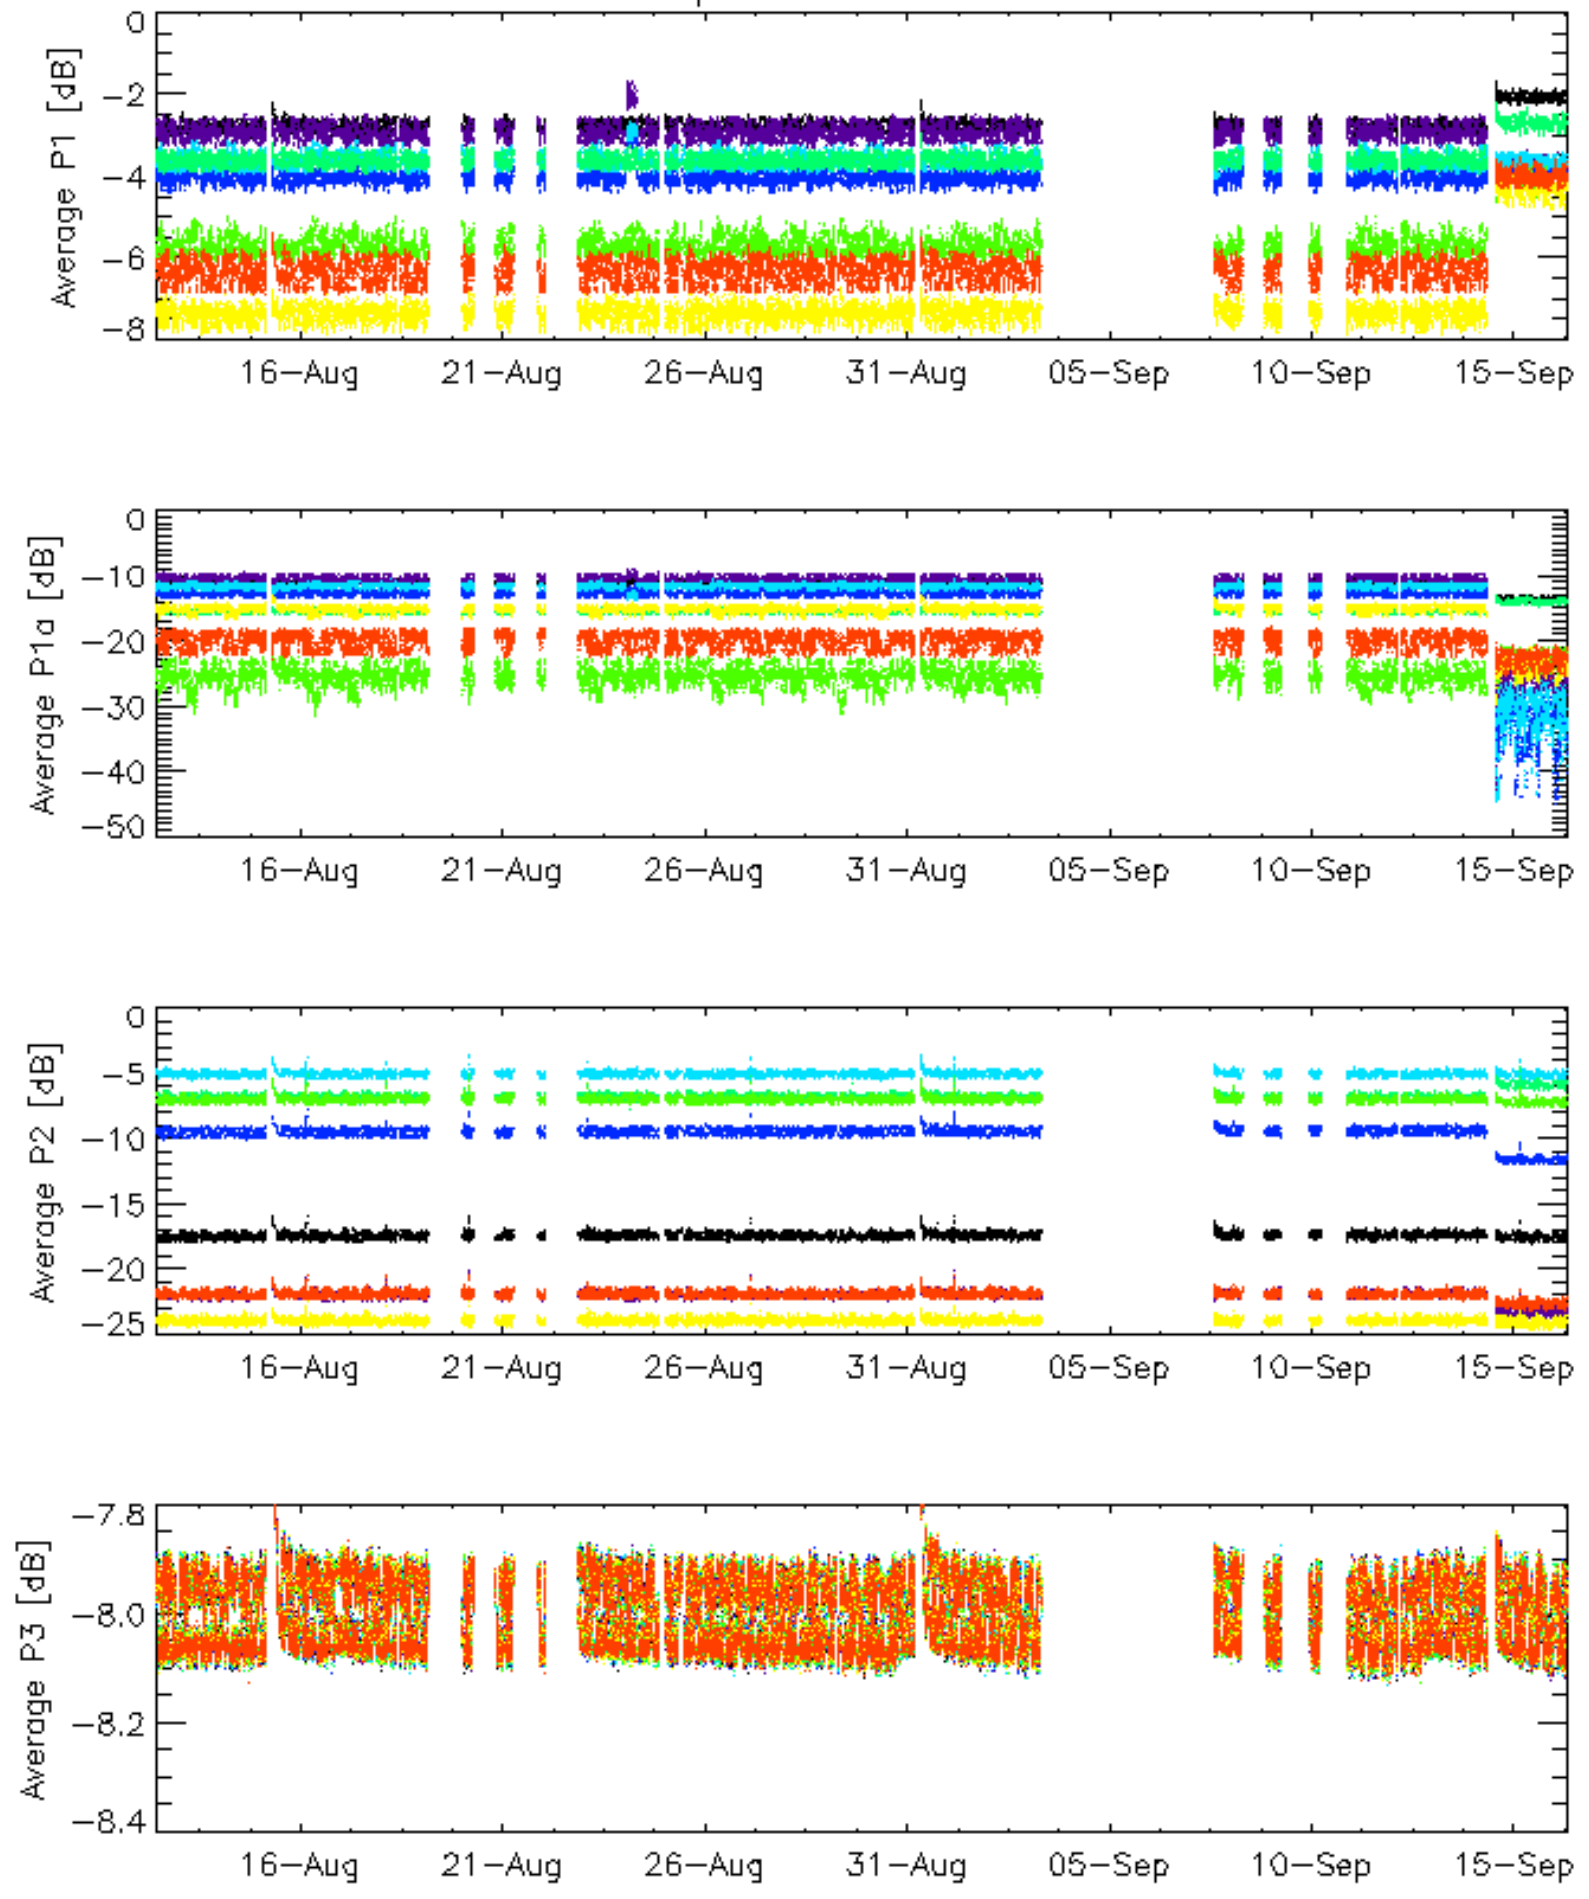 Average P1 [dB]
0
−2
−4
−6
−8
16−Aug 21−Aug 26−Aug 31−Aug 05−Sep 10−Sep 15−Sep
Average P1a [dB]
0
−10
−20
−30
−40
−50
16−Aug 21−Aug 26−Aug 31−Aug 05−Sep 10−Sep 15−Sep
Average P2 [dB]
0
−5
−10
−15
−20
−25
16−Aug 21−Aug 26−Aug 31−Aug 05−Sep 10−Sep 15−Sep
Average P3 [dB]
−7.8
−8.0
−8.2
−8.4
16−Aug 21−Aug 26−Aug 31−Aug 05−Sep 10−Sep 15−Sep